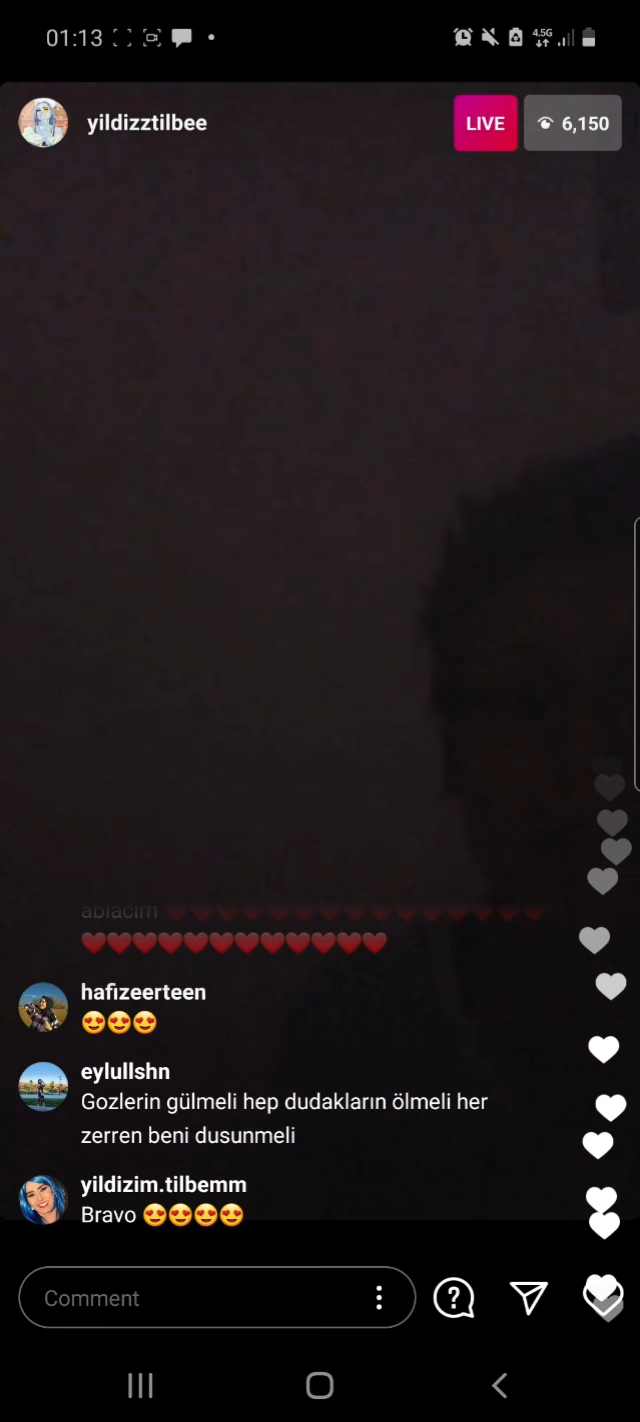 01:13
4.5G
yildizztilbee
LIVE
6,150
ablacim ❤❤❤❤❤❤❤❤❤❤❤❤❤❤❤
❤❤❤❤❤❤❤❤❤❤❤❤
hafizeerteen
😍😍😍
eylullshn
Gozlerin gülmeli hep dudakların ölmeli her
zerren beni dusunmeli
yildizim.tilbemm
Bravo 😍😍😍😍
Comment